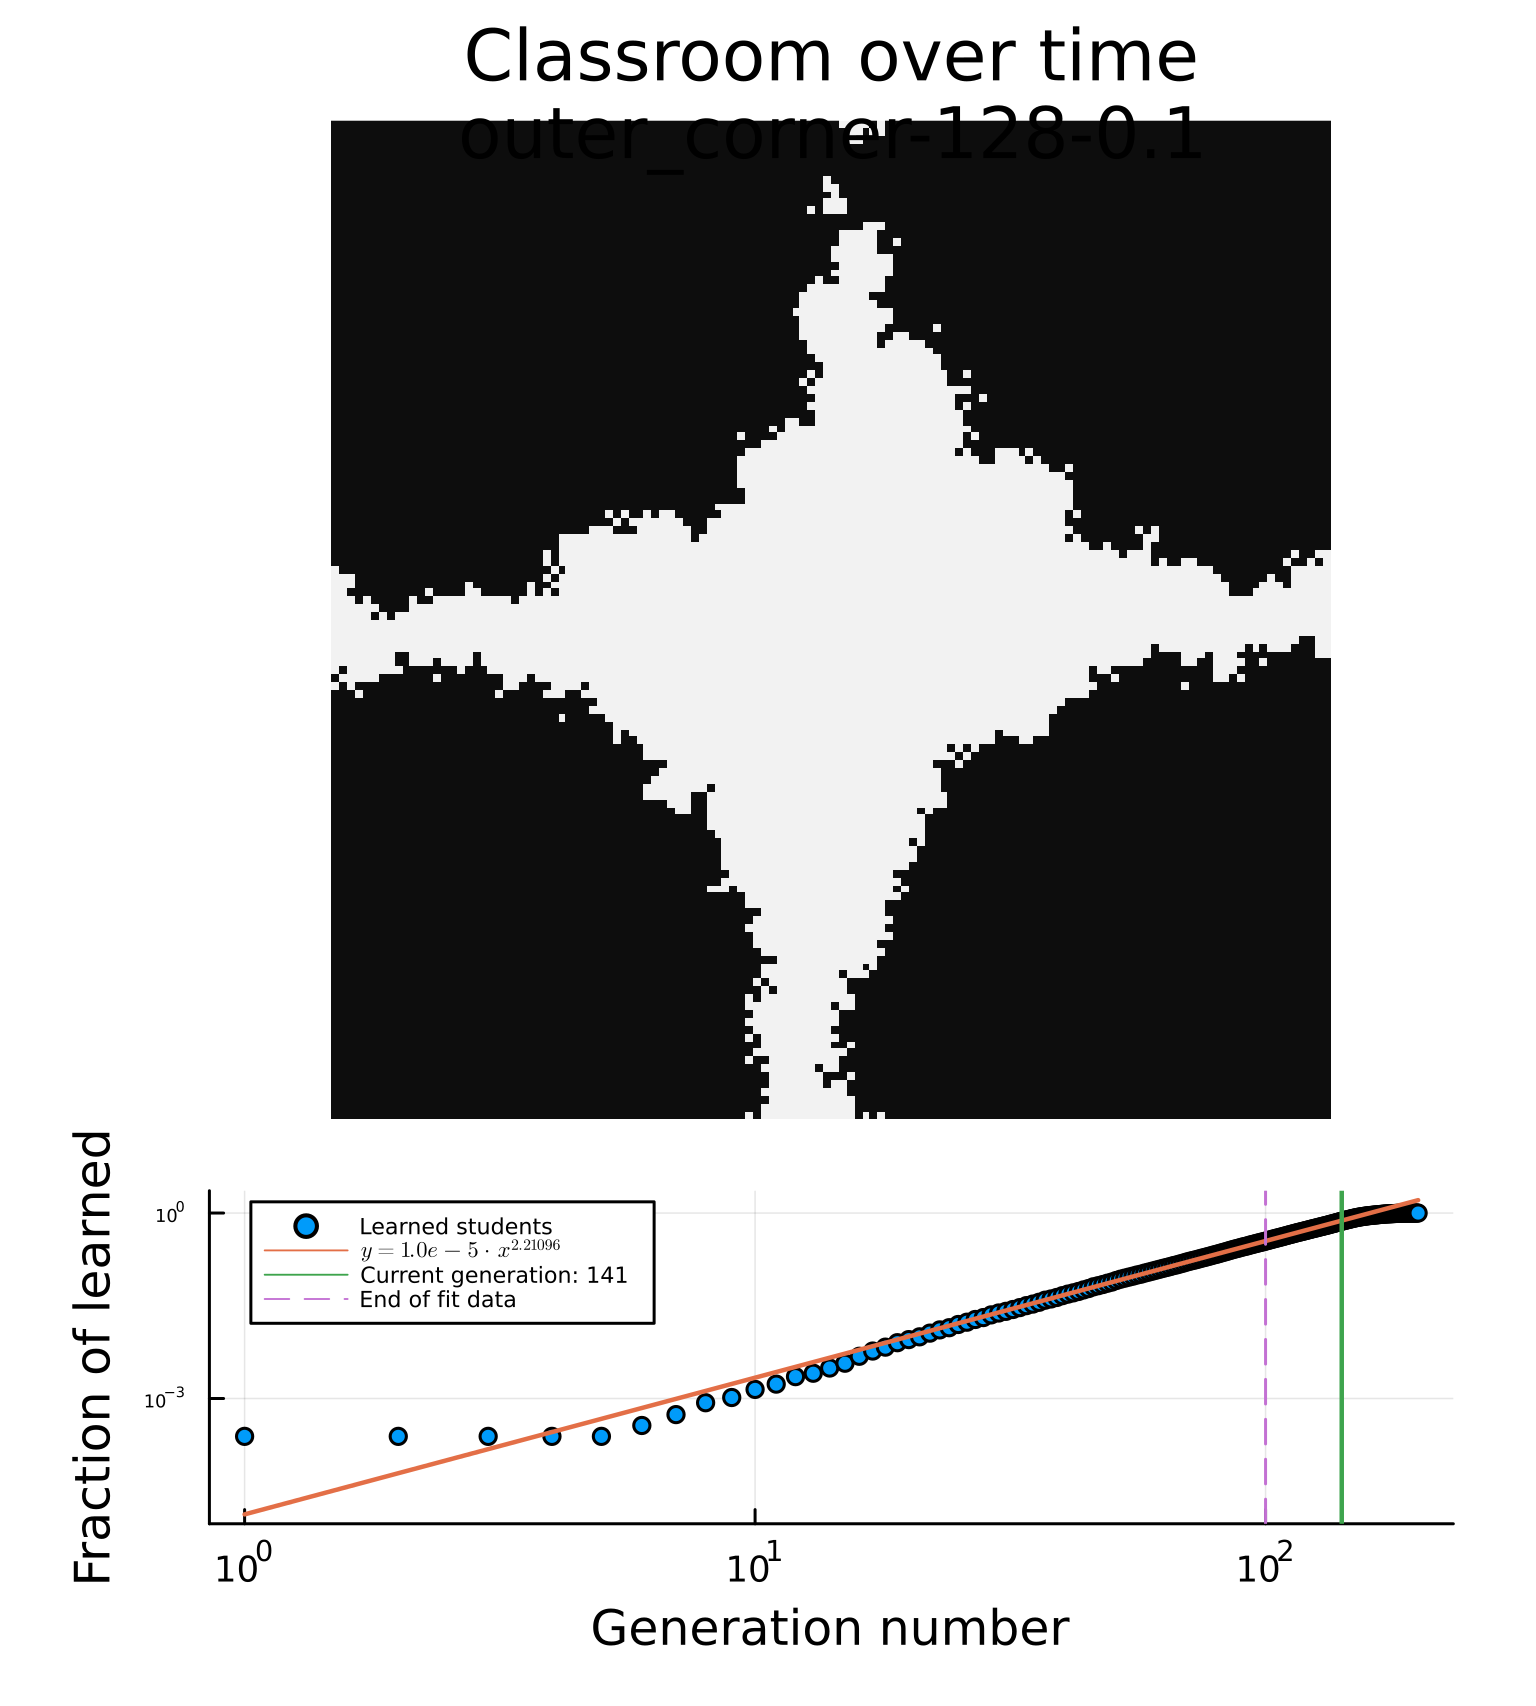 Classroom over time
outer_corner-128-0.1
Fraction of learned
10^0
10^-3
Learned students
y = 1.0e − 5 · x^2.21096
Current generation: 141
End of fit data
10^0 10^1 10^2
Generation number